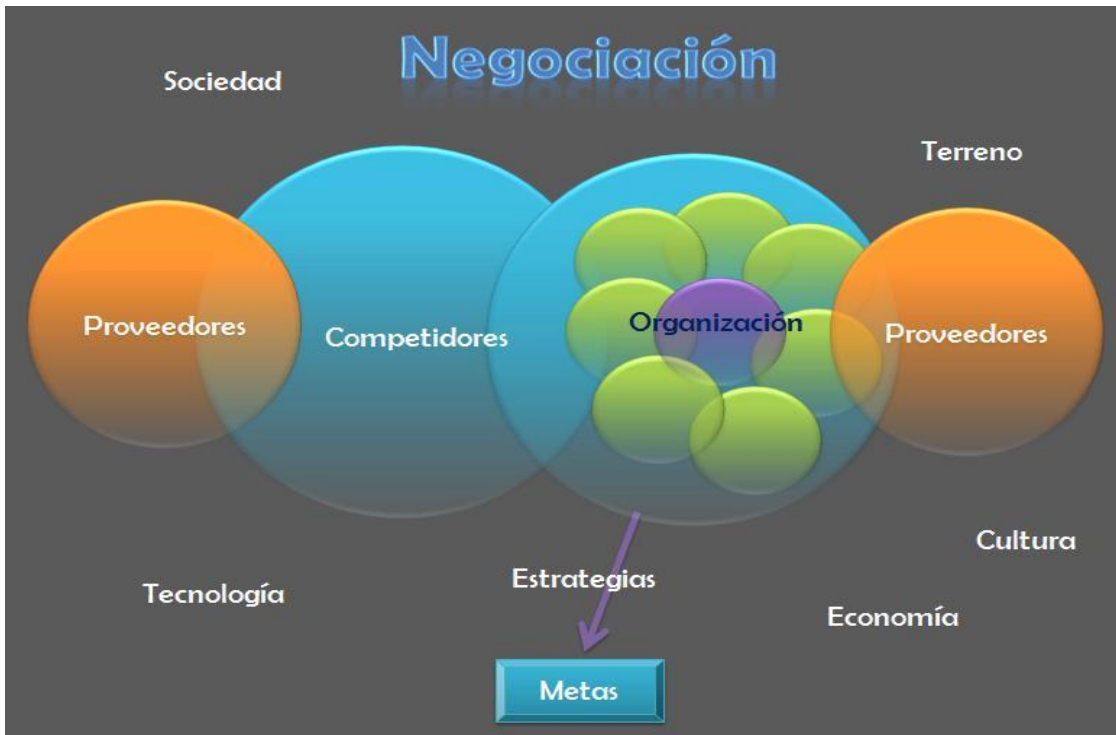 Negociación
Sociedad
Terreno
Proveedores
Competidores
Organización
Proveedores
Cultura
Estrategias
Tecnología
Economía
Metas